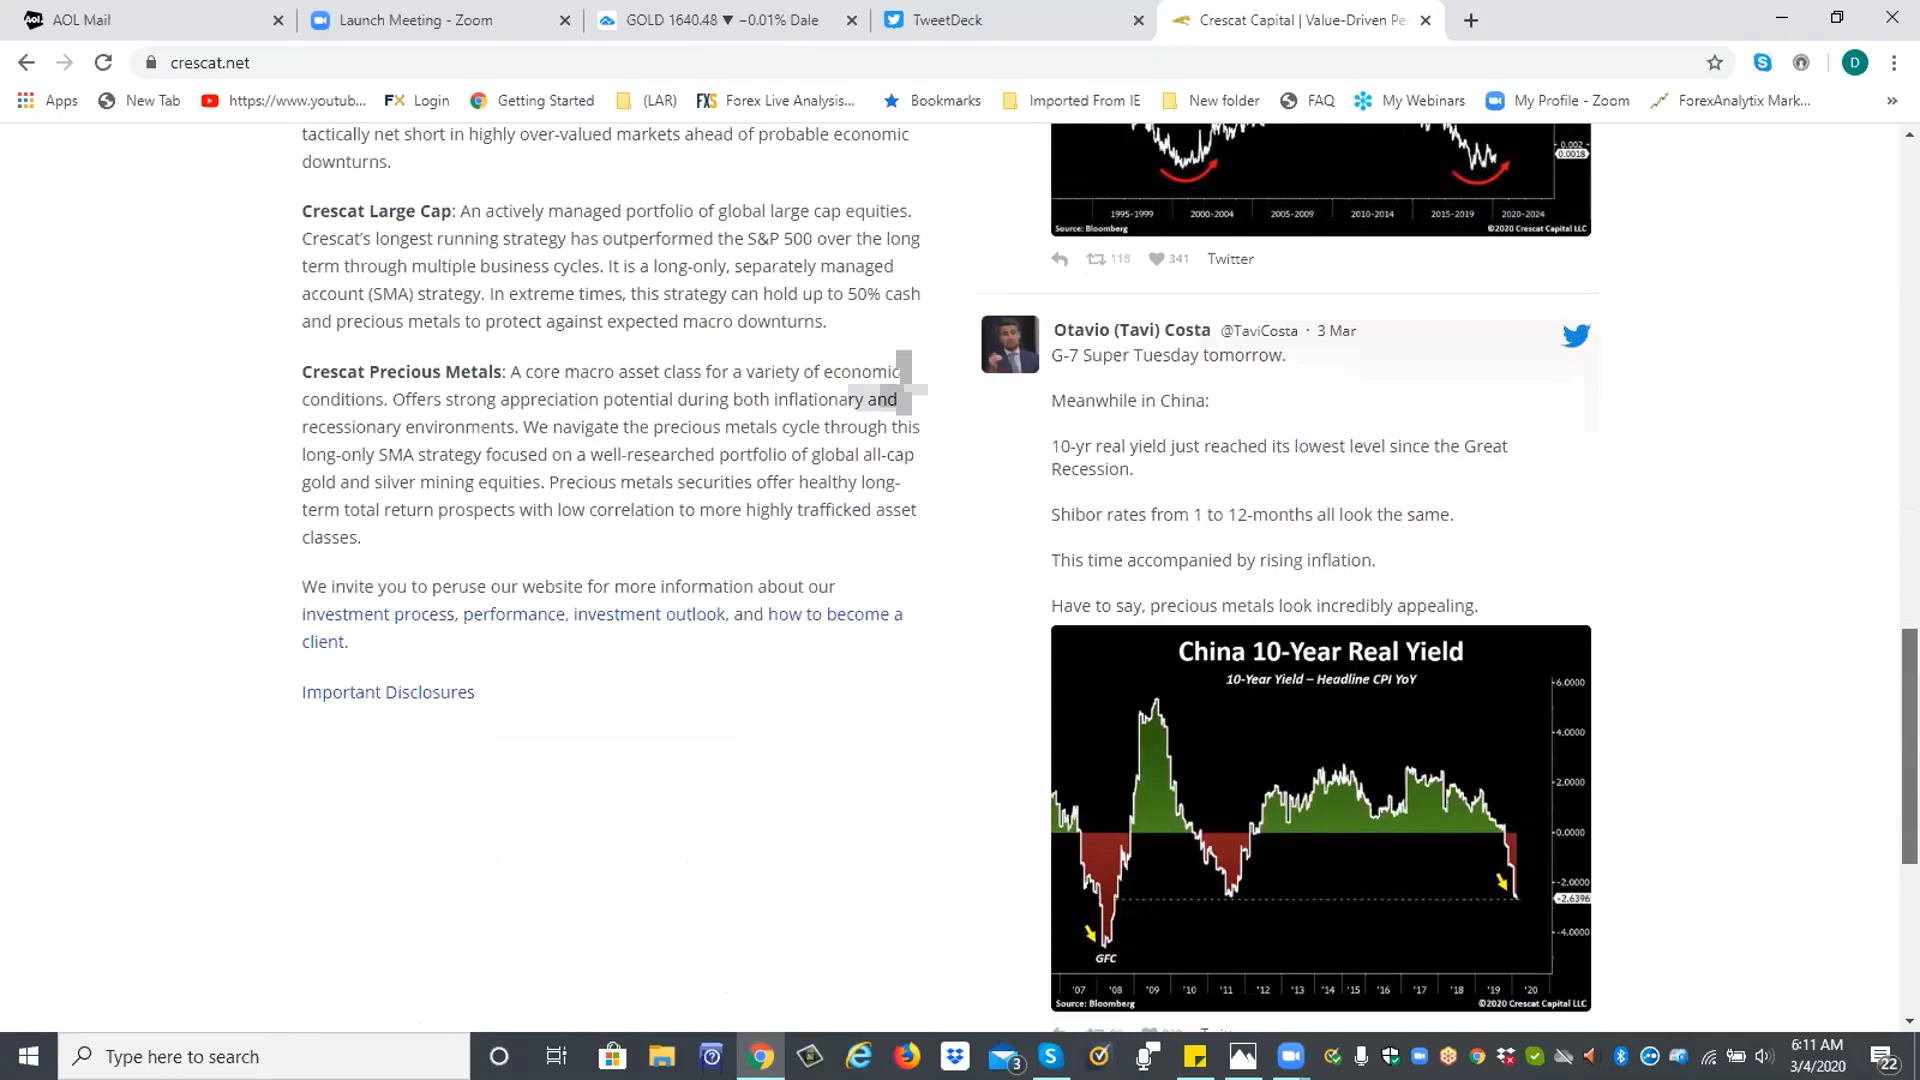 AOL Mail
Launch Meeting - Zoom
GOLD 1640.48 ▼ −0.01% Dale
TweetDeck
Crescat Capital | Value-Driven Pe
crescat.net
D
Apps
New Tab
https://www.youtub...
FX Login
Getting Started
(LAR)
FXS Forex Live Analysis...
Bookmarks
Imported From IE
New folder
FAQ
My Webinars
My Profile - Zoom
ForexAnalytix Mark...
»
tactically net short in highly over-valued markets ahead of probable economic
downturns.
Crescat Large Cap: An actively managed portfolio of global large cap equities.
Crescat's longest running strategy has outperformed the S&P 500 over the long
term through multiple business cycles. It is a long-only, separately managed
account (SMA) strategy. In extreme times, this strategy can hold up to 50% cash
and precious metals to protect against expected macro downturns.
Crescat Precious Metals: A core macro asset class for a variety of economic
conditions. Offers strong appreciation potential during both inflationary and
recessionary environments. We navigate the precious metals cycle through this
long-only SMA strategy focused on a well-researched portfolio of global all-cap
gold and silver mining equities. Precious metals securities offer healthy long-
term total return prospects with low correlation to more highly trafficked asset
classes.
We invite you to peruse our website for more information about our
investment process, performance, investment outlook, and how to become a
client.
Important Disclosures
0.002
0.0018
1995-1999 2000-2004 2005-2009 2010-2014 2015-2019 2020-2024
Source: Bloomberg ©2020 Crescat Capital LLC
118 341 Twitter
Otavio (Tavi) Costa @TaviCosta · 3 Mar
G-7 Super Tuesday tomorrow.
Meanwhile in China:
10-yr real yield just reached its lowest level since the Great
Recession.
Shibor rates from 1 to 12-months all look the same.
This time accompanied by rising inflation.
Have to say, precious metals look incredibly appealing.
China 10-Year Real Yield
10-Year Yield – Headline CPI YoY
6.0000
4.0000
2.0000
0.0000
-2.0000
-2.6396
-4.0000
GFC
'07 '08 '09 '10 '11 '12 '13 '14 '15 '16 '17 '18 '19 '20
Source: Bloomberg ©2020 Crescat Capital LLC
Type here to search
3
6:11 AM
3/4/2020
22